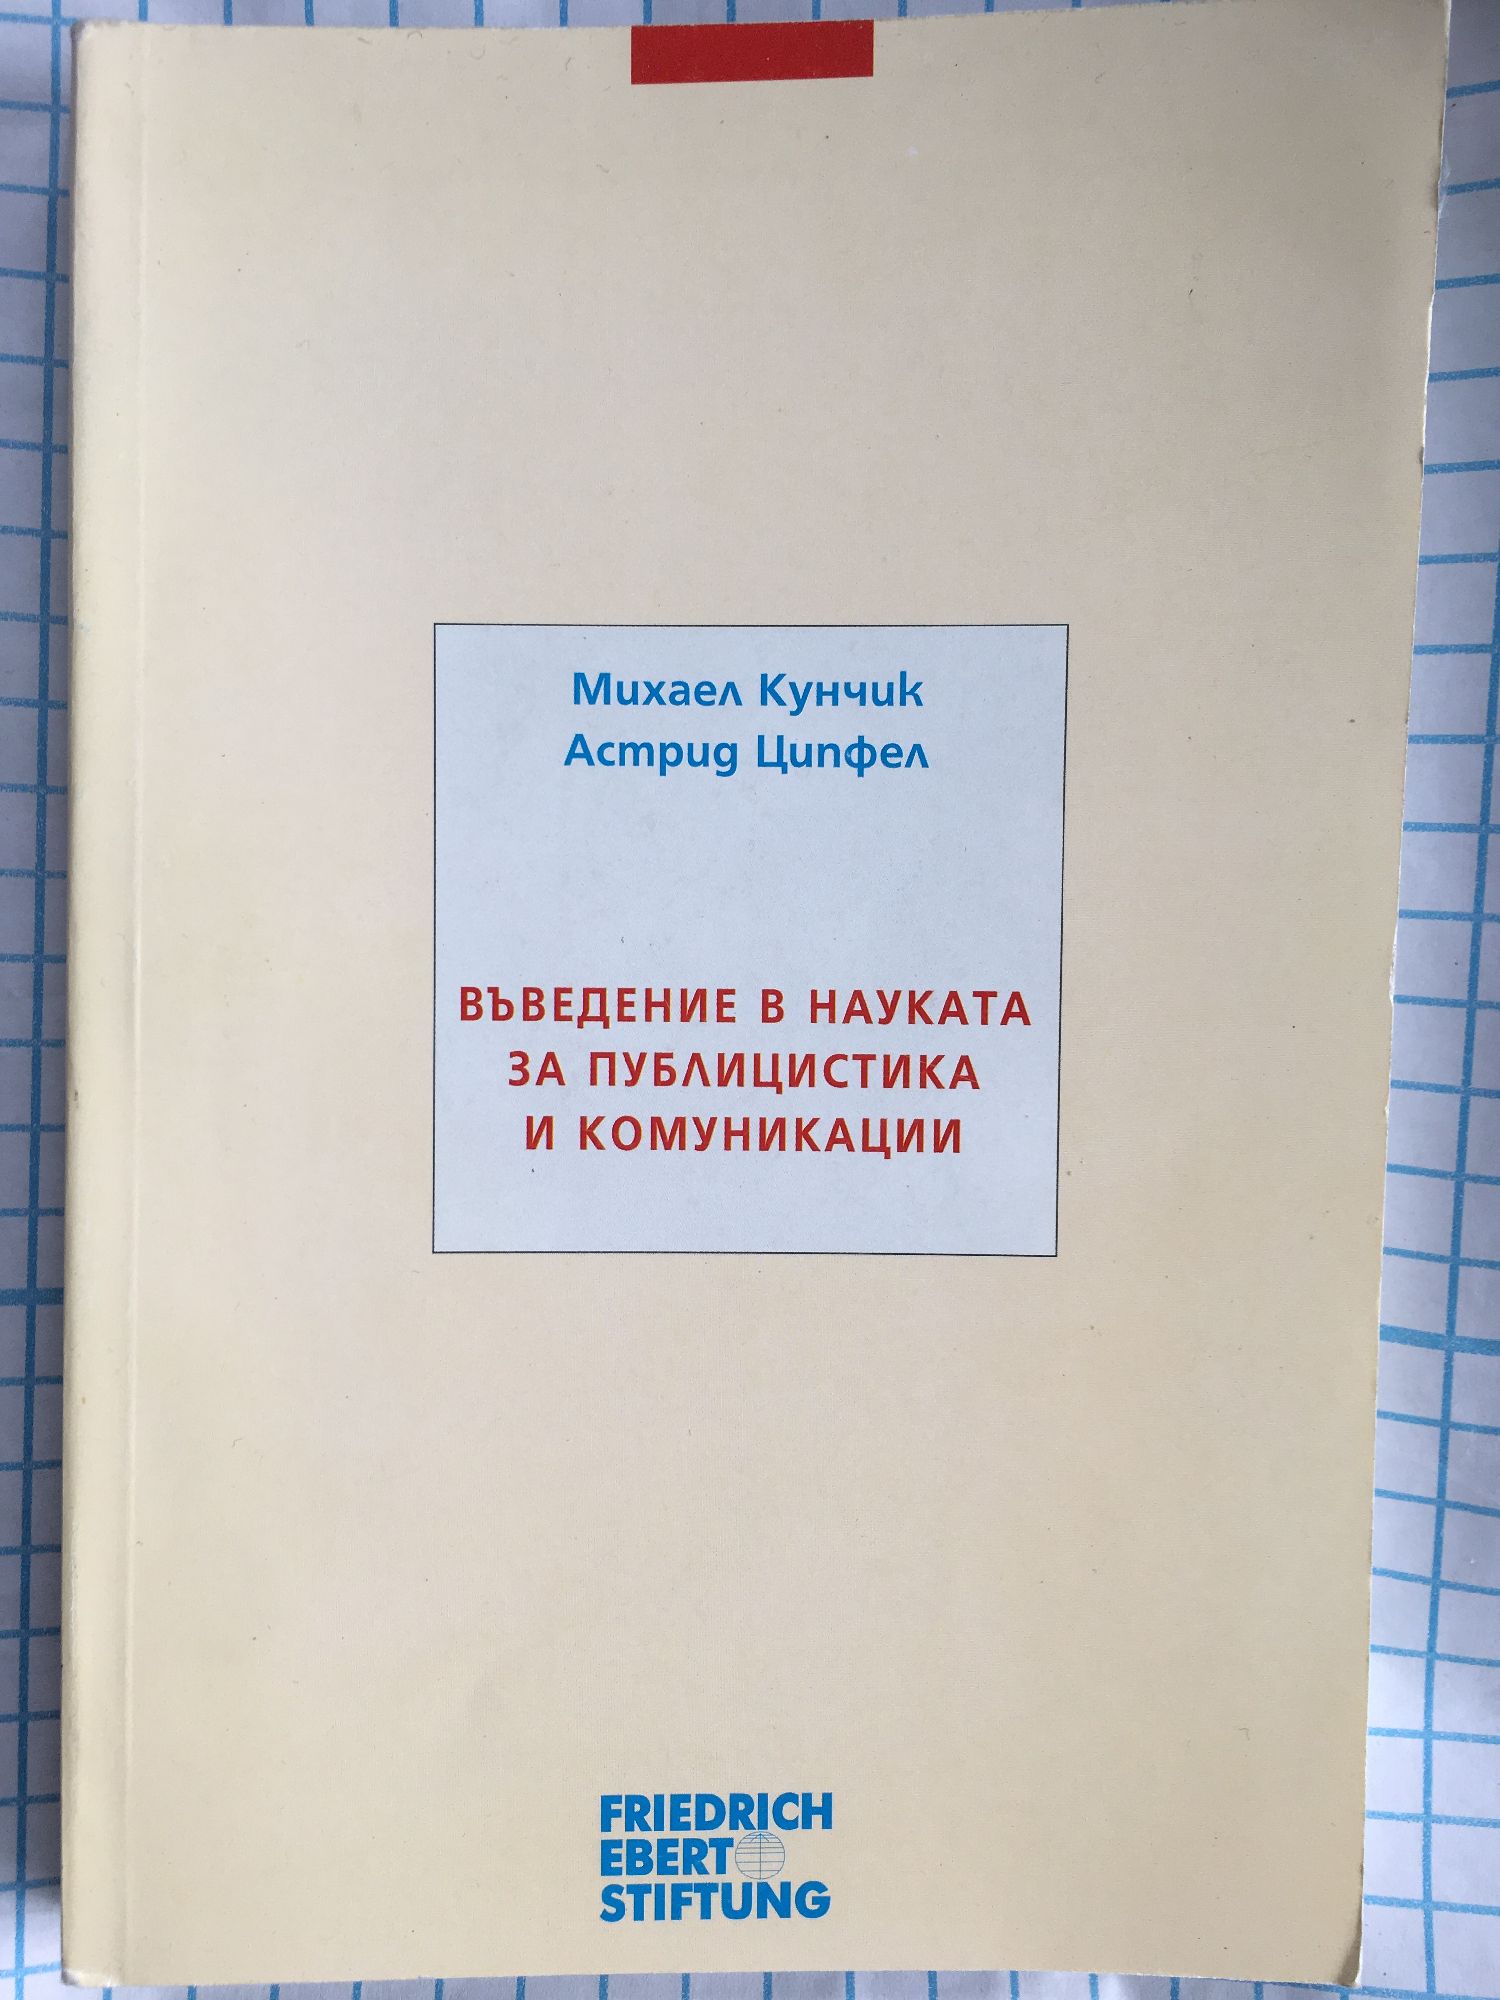 Михаел Кунчик
Астрид Ципфел
ВЪВЕДЕНИЕ В НАУКАТА
ЗА ПУБЛИЦИСТИКА
И КОМУНИКАЦИИ
FRIEDRICH
EBERT
STIFTUNG